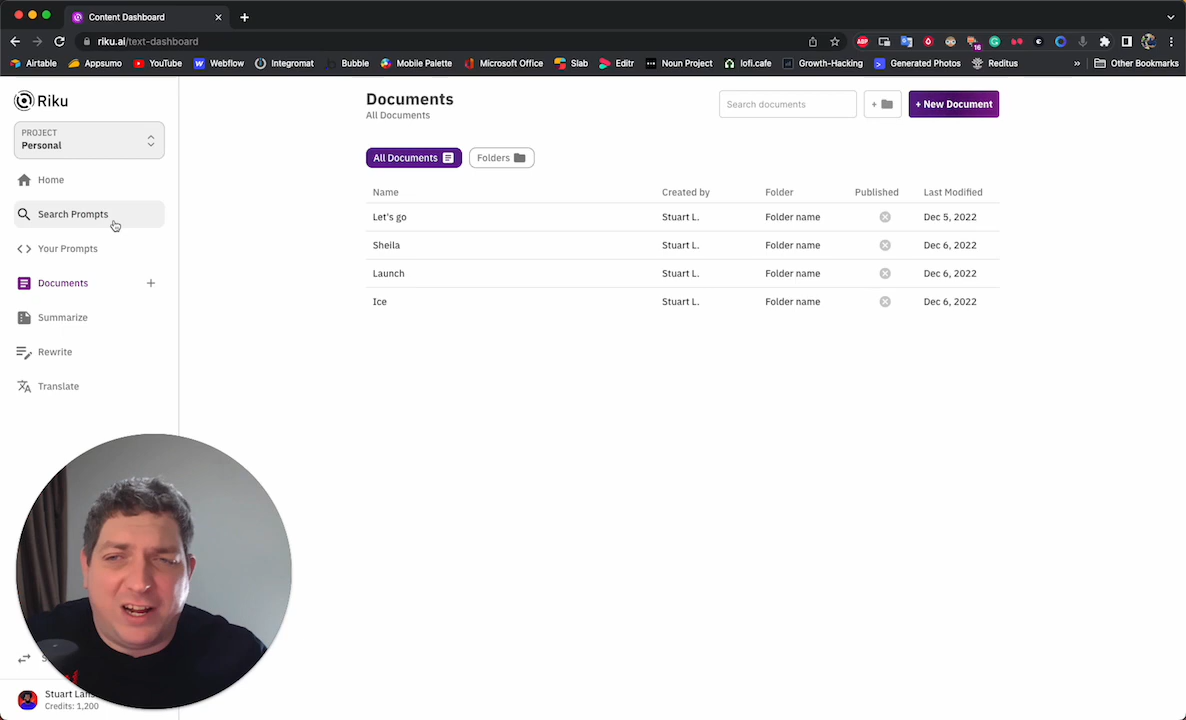 Content Dashboard
riku.ai/text-dashboard
ABP
16
Airtable
Appsumo
YouTube
Webflow
Integromat
Bubble
Mobile Palette
Microsoft Office
Slab
Editr
Noun Project
lofi.cafe
Growth-Hacking
Generated Photos
Reditus
»
Other Bookmarks
Riku
PROJECT
Personal
Home
Search Prompts
Your Prompts
Documents +
Summarize
Rewrite
Translate
Stuart
Credits: 1,200
Documents
All Documents
Search documents
+
+ New Document
All Documents
Folders
Name Created by Folder Published Last Modified
Let's go Stuart L. Folder name Dec 5, 2022
Sheila Stuart L. Folder name Dec 6, 2022
Launch Stuart L. Folder name Dec 6, 2022
Ice Stuart L. Folder name Dec 6, 2022